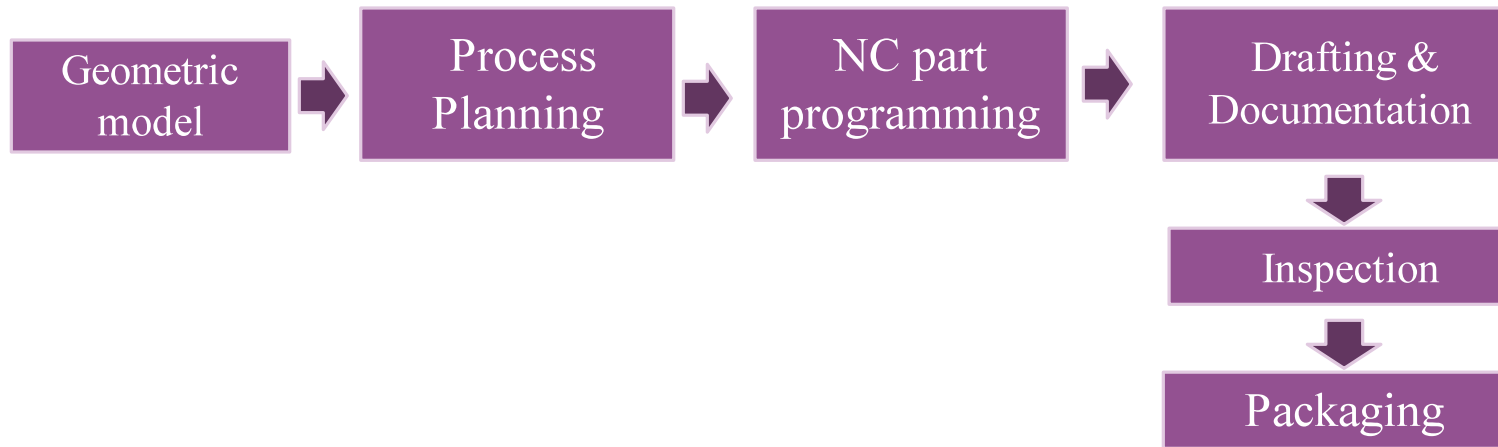 Geometric
model
Process
Planning
NC part
programming
Drafting &
Documentation
Inspection
Packaging